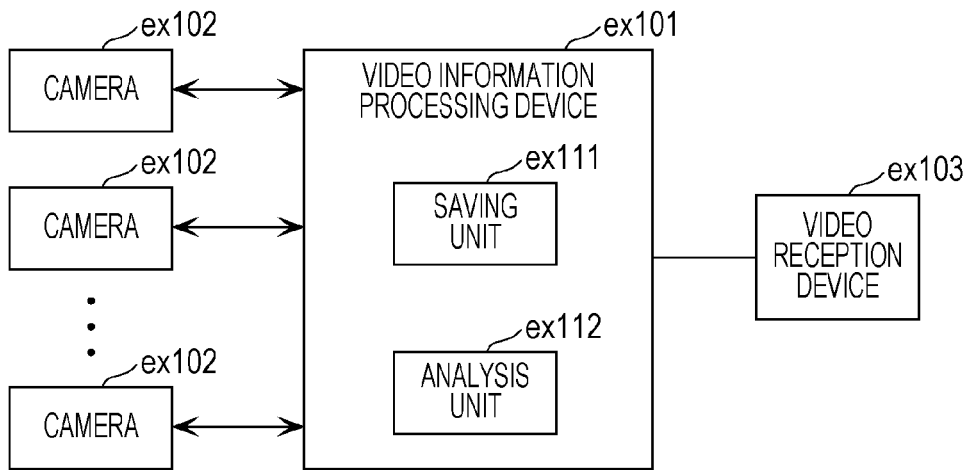 ex102
CAMERA
ex102
CAMERA
ex102
CAMERA
ex101
VIDEO INFORMATION
PROCESSING DEVICE
ex111
SAVING
UNIT
ex112
ANALYSIS
UNIT
ex103
VIDEO
RECEPTION
DEVICE